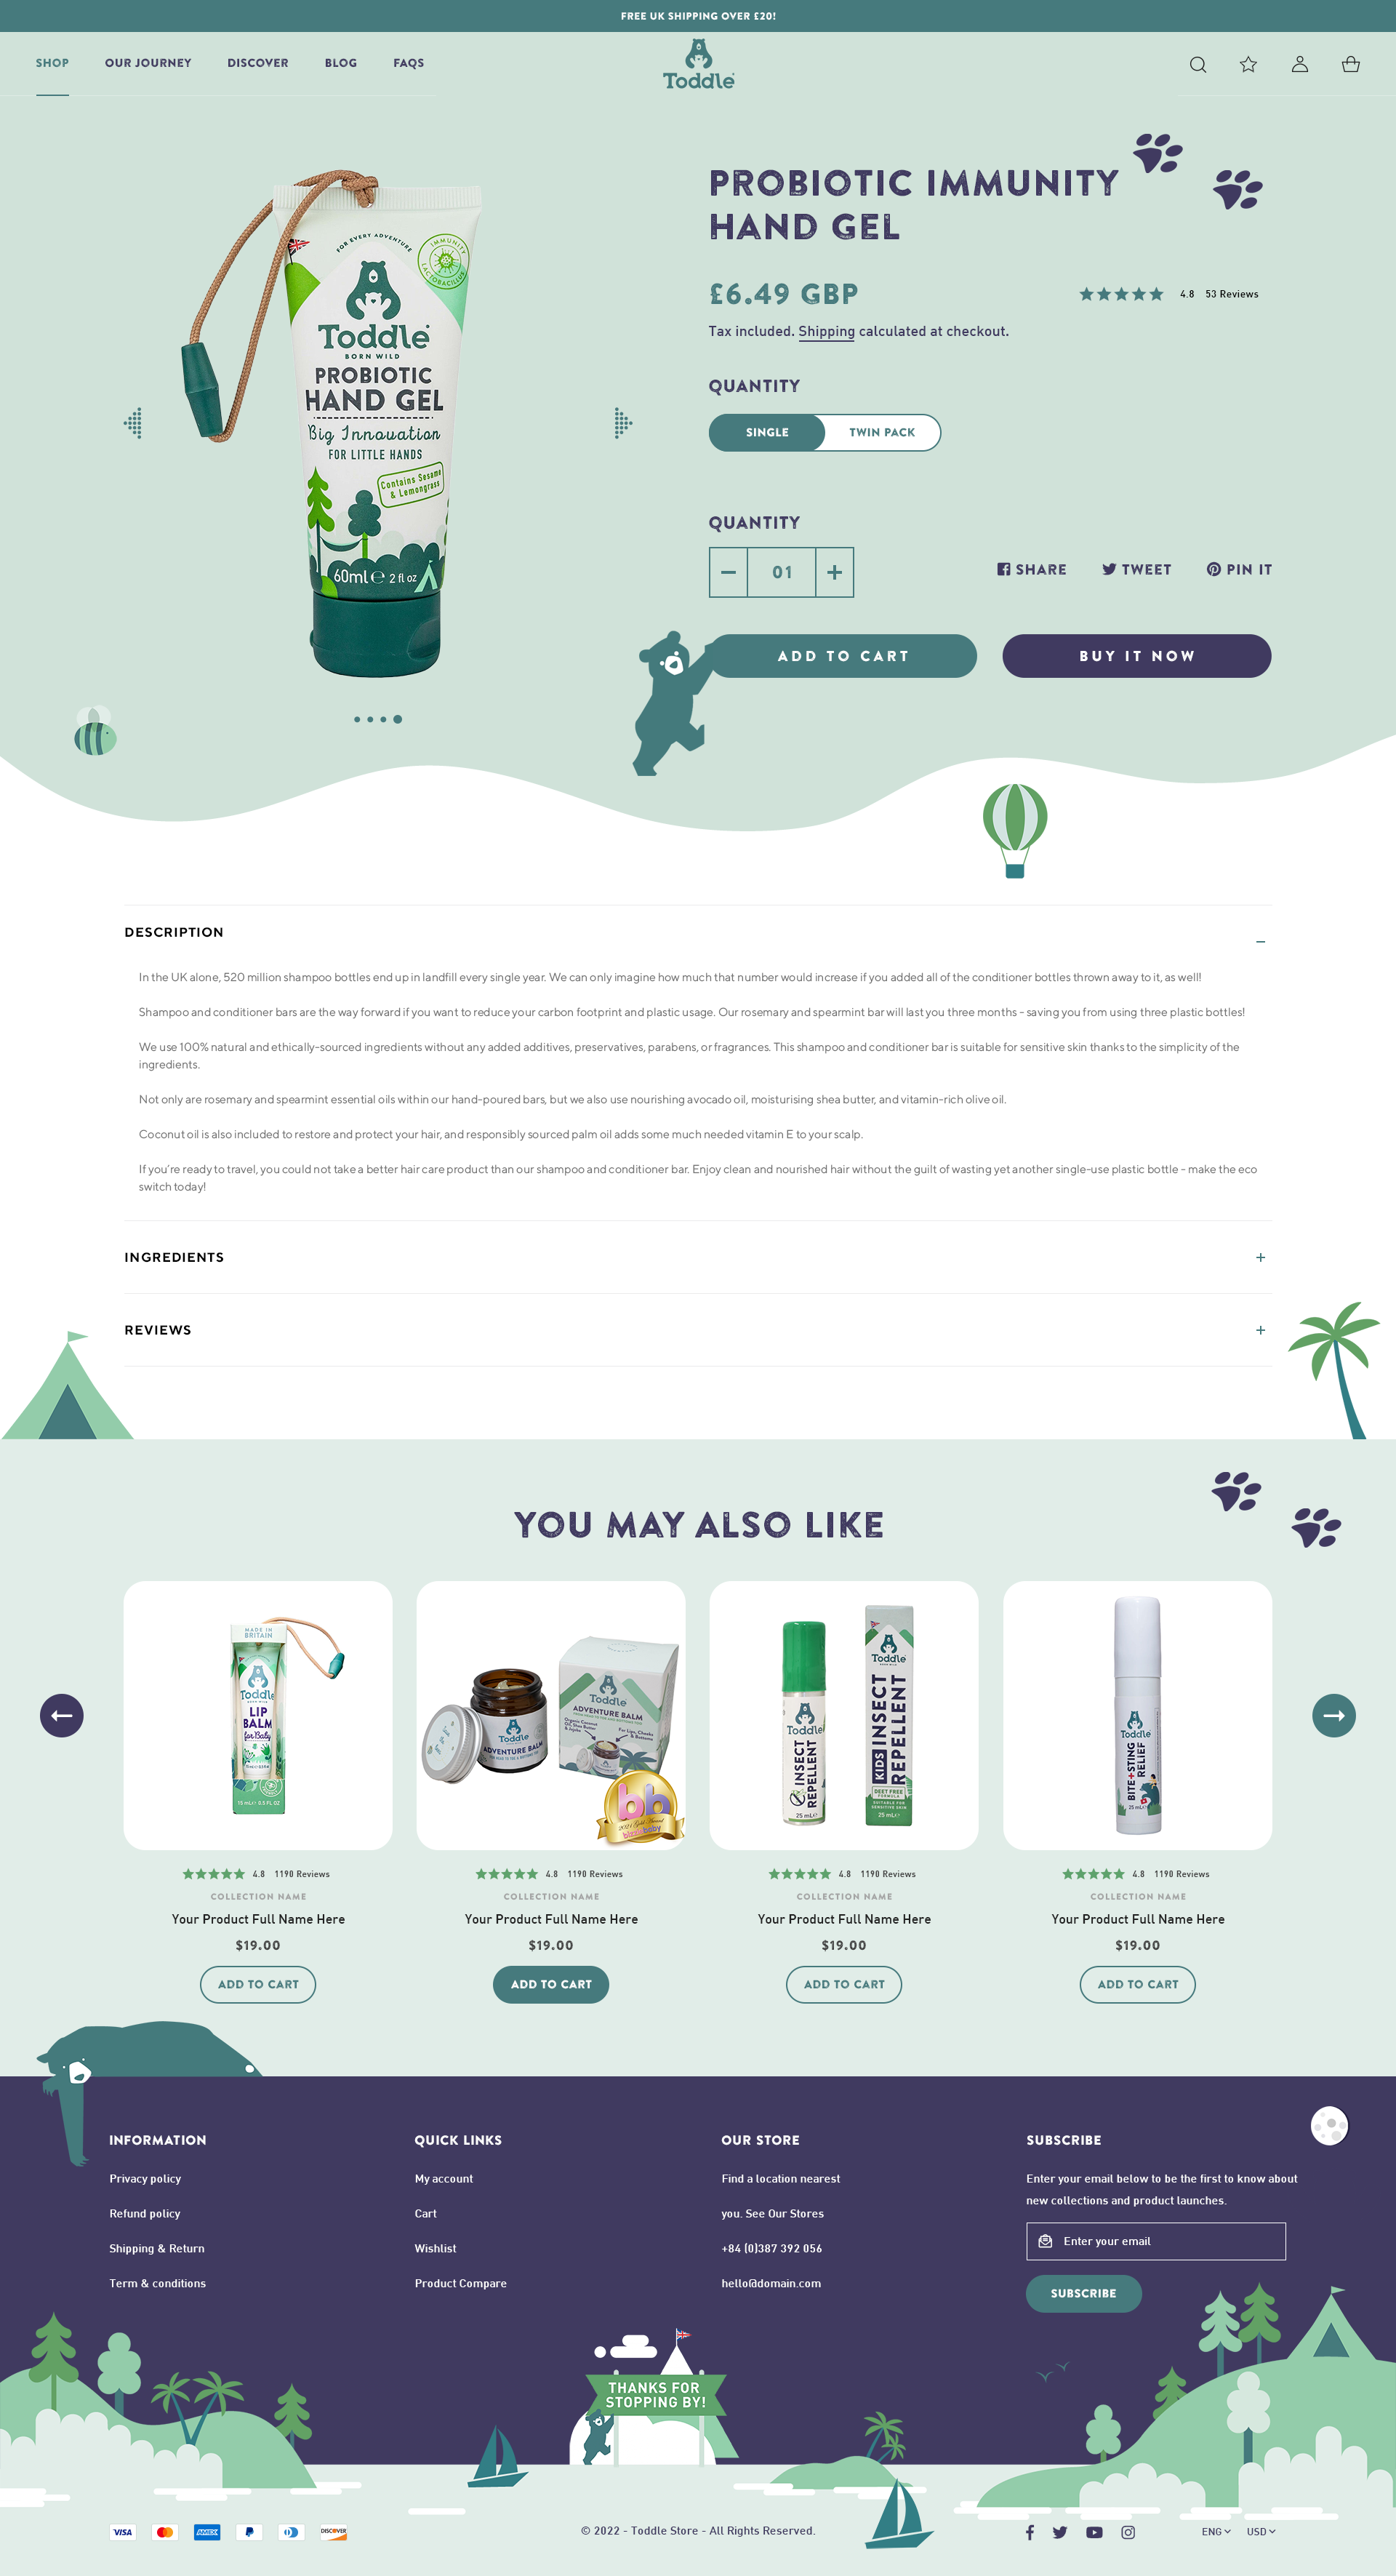 FREE UK SHIPPING OVER £20!
SHOP
OUR JOURNEY
DISCOVER
BLOG
FAQS
Toddle
PROBIOTIC IMMUNITY
HAND GEL
£6.49 GBP
4.8 53 Reviews
Tax included. Shipping calculated at checkout.
QUANTITY
SINGLE
TWIN PACK
QUANTITY
01
SHARE
TWEET
PIN IT
ADD TO CART
BUY IT NOW
FOR EVERY ADVENTURE
IMMUNITY
LACTOBACILLUS
Toddle
BORN WILD
PROBIOTIC
HAND GEL
Big Innovation
FOR LITTLE HANDS
Contains Sesame
& Lemongrass
60ml ℮ 2 fl oz
DESCRIPTION
In the UK alone, 520 million shampoo bottles end up in landfill every single year. We can only imagine how much that number would increase if you added all of the conditioner bottles thrown away to it, as well!
Shampoo and conditioner bars are the way forward if you want to reduce your carbon footprint and plastic usage. Our rosemary and spearmint bar will last you three months - saving you from using three plastic bottles!
We use 100% natural and ethically-sourced ingredients without any added additives, preservatives, parabens, or fragrances. This shampoo and conditioner bar is suitable for sensitive skin thanks to the simplicity of the
ingredients.
Not only are rosemary and spearmint essential oils within our hand-poured bars, but we also use nourishing avocado oil, moisturising shea butter, and vitamin-rich olive oil.
Coconut oil is also included to restore and protect your hair, and responsibly sourced palm oil adds some much needed vitamin E to your scalp.
If you're ready to travel, you could not take a better hair care product than our shampoo and conditioner bar. Enjoy clean and nourished hair without the guilt of wasting yet another single-use plastic bottle - make the eco
switch today!
INGREDIENTS
REVIEWS
YOU MAY ALSO LIKE
MADE IN
BRITAIN
Toddle
LIP
BALM
for Baby
15 ml ℮ 0.5 FL OZ
4.8 1190 Reviews
COLLECTION NAME
Your Product Full Name Here
$19.00
ADD TO CART
Toddle
ADVENTURE BALM
Toddle
ADVENTURE BALM
bb
bizziebaby
4.8 1190 Reviews
COLLECTION NAME
Your Product Full Name Here
$19.00
ADD TO CART
Toddle
INSECT
REPELLENT
25 mL℮
Toddle
KIDS INSECT
REPELLENT
DEET FREE
FORMULA
SUITABLE FOR
SENSITIVE SKIN
25 mL℮
4.8 1190 Reviews
COLLECTION NAME
Your Product Full Name Here
$19.00
ADD TO CART
Toddle
BITE+STING
RELIEF
25 mL℮
4.8 1190 Reviews
COLLECTION NAME
Your Product Full Name Here
$19.00
ADD TO CART
INFORMATION
Privacy policy
Refund policy
Shipping & Return
Term & conditions
QUICK LINKS
My account
Cart
Wishlist
Product Compare
OUR STORE
Find a location nearest
you. See Our Stores
+84 (0)387 392 056
hello@domain.com
SUBSCRIBE
Enter your email below to be the first to know about
new collections and product launches.
Enter your email
SUBSCRIBE
THANKS FOR
STOPPING BY!
VISA
AMEX
DISCOVER
© 2022 - Toddle Store - All Rights Reserved.
ENG
USD